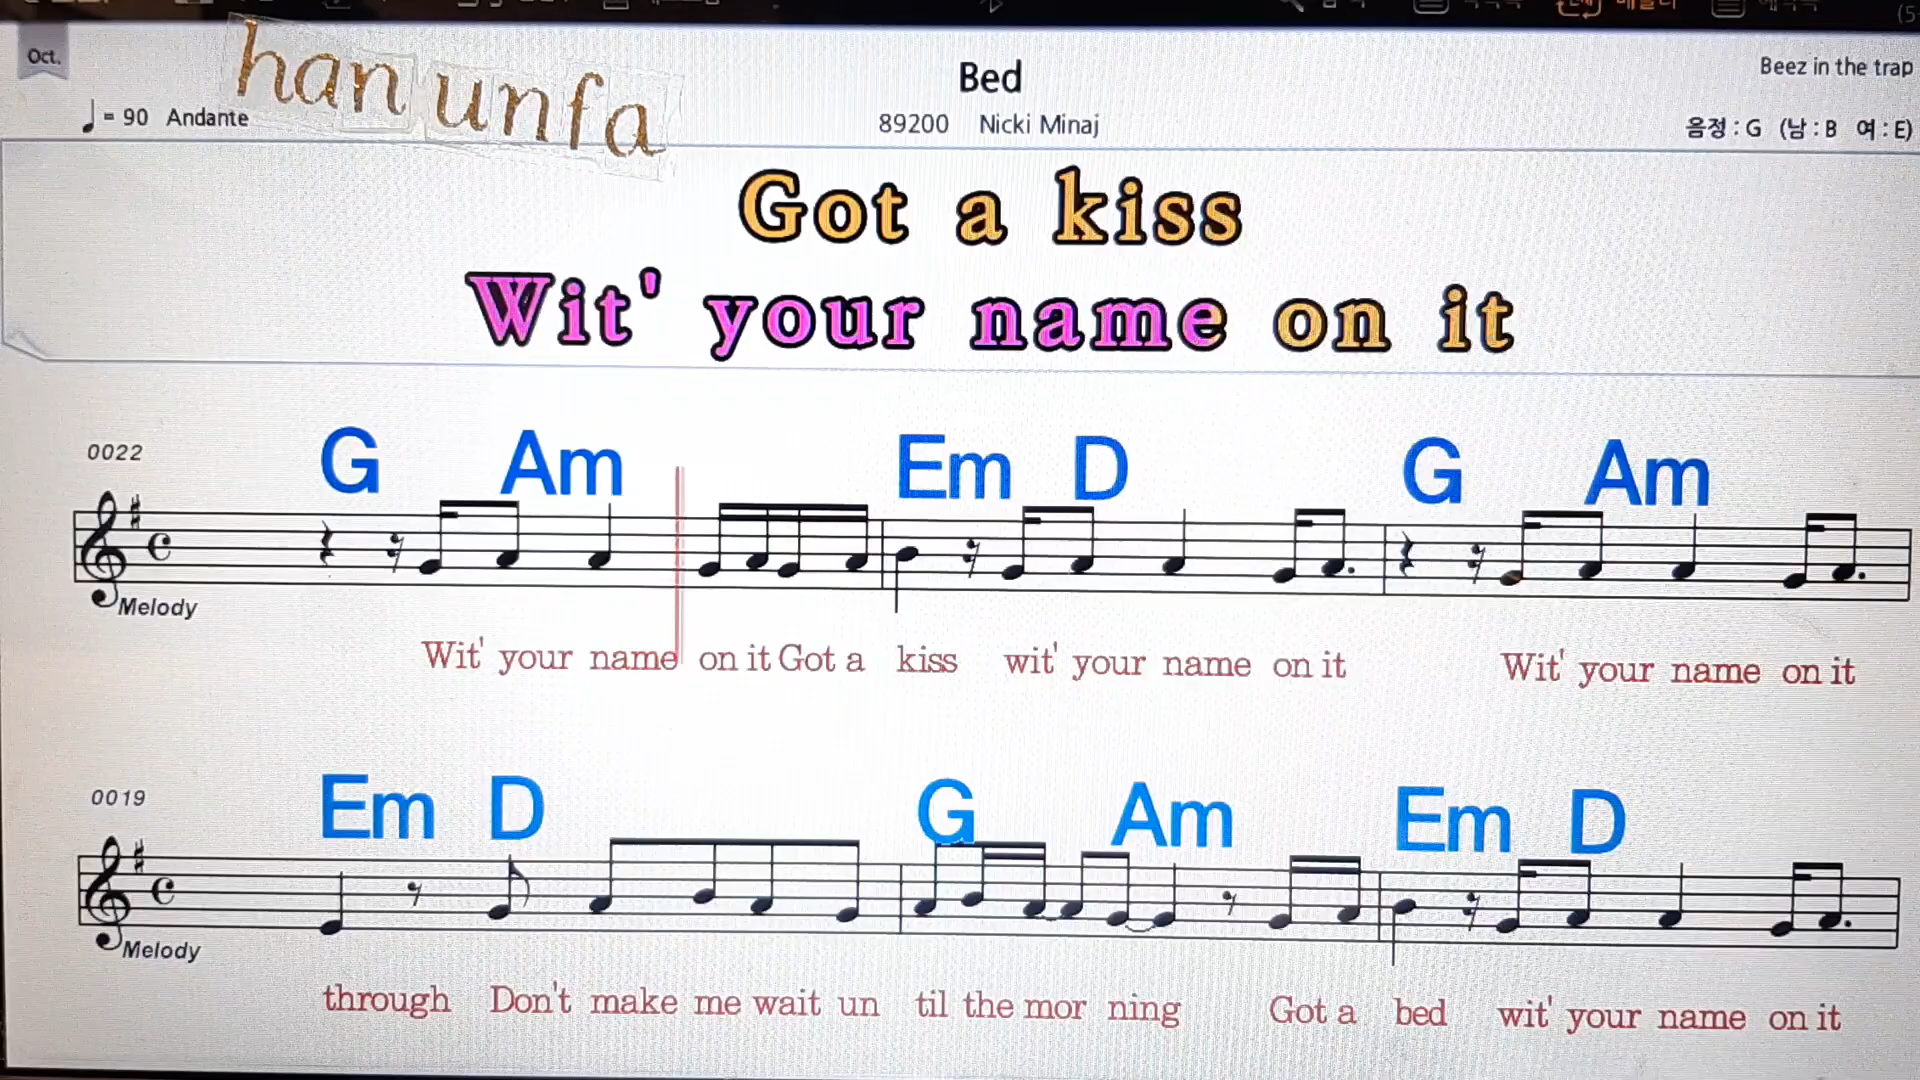 Oct.
han unfa
Bed
Beez in the trap
♩ = 90 Andante
89200 Nicki Minaj
음정 : G (남 : B 여 : E)
Got a kiss
Wit' your name on it
0022
G Am Em D G Am
Melody
Wit' your name on it Got a kiss wit' your name on it Wit' your name on it
0019
Em D G Am Em D
Melody
through Don't make me wait un til the mor ning Got a bed wit' your name on it